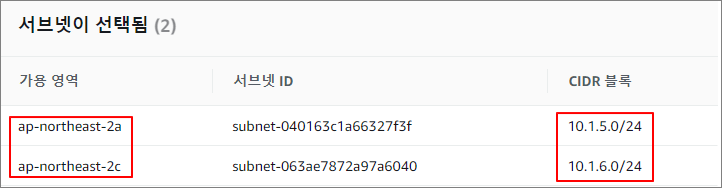 서브넷이 선택됨 (2)
가용 영역 서브넷 ID CIDR 블록
ap-northeast-2a subnet-040163c1a66327f3f 10.1.5.0/24
ap-northeast-2c subnet-063ae7872a97a6040 10.1.6.0/24